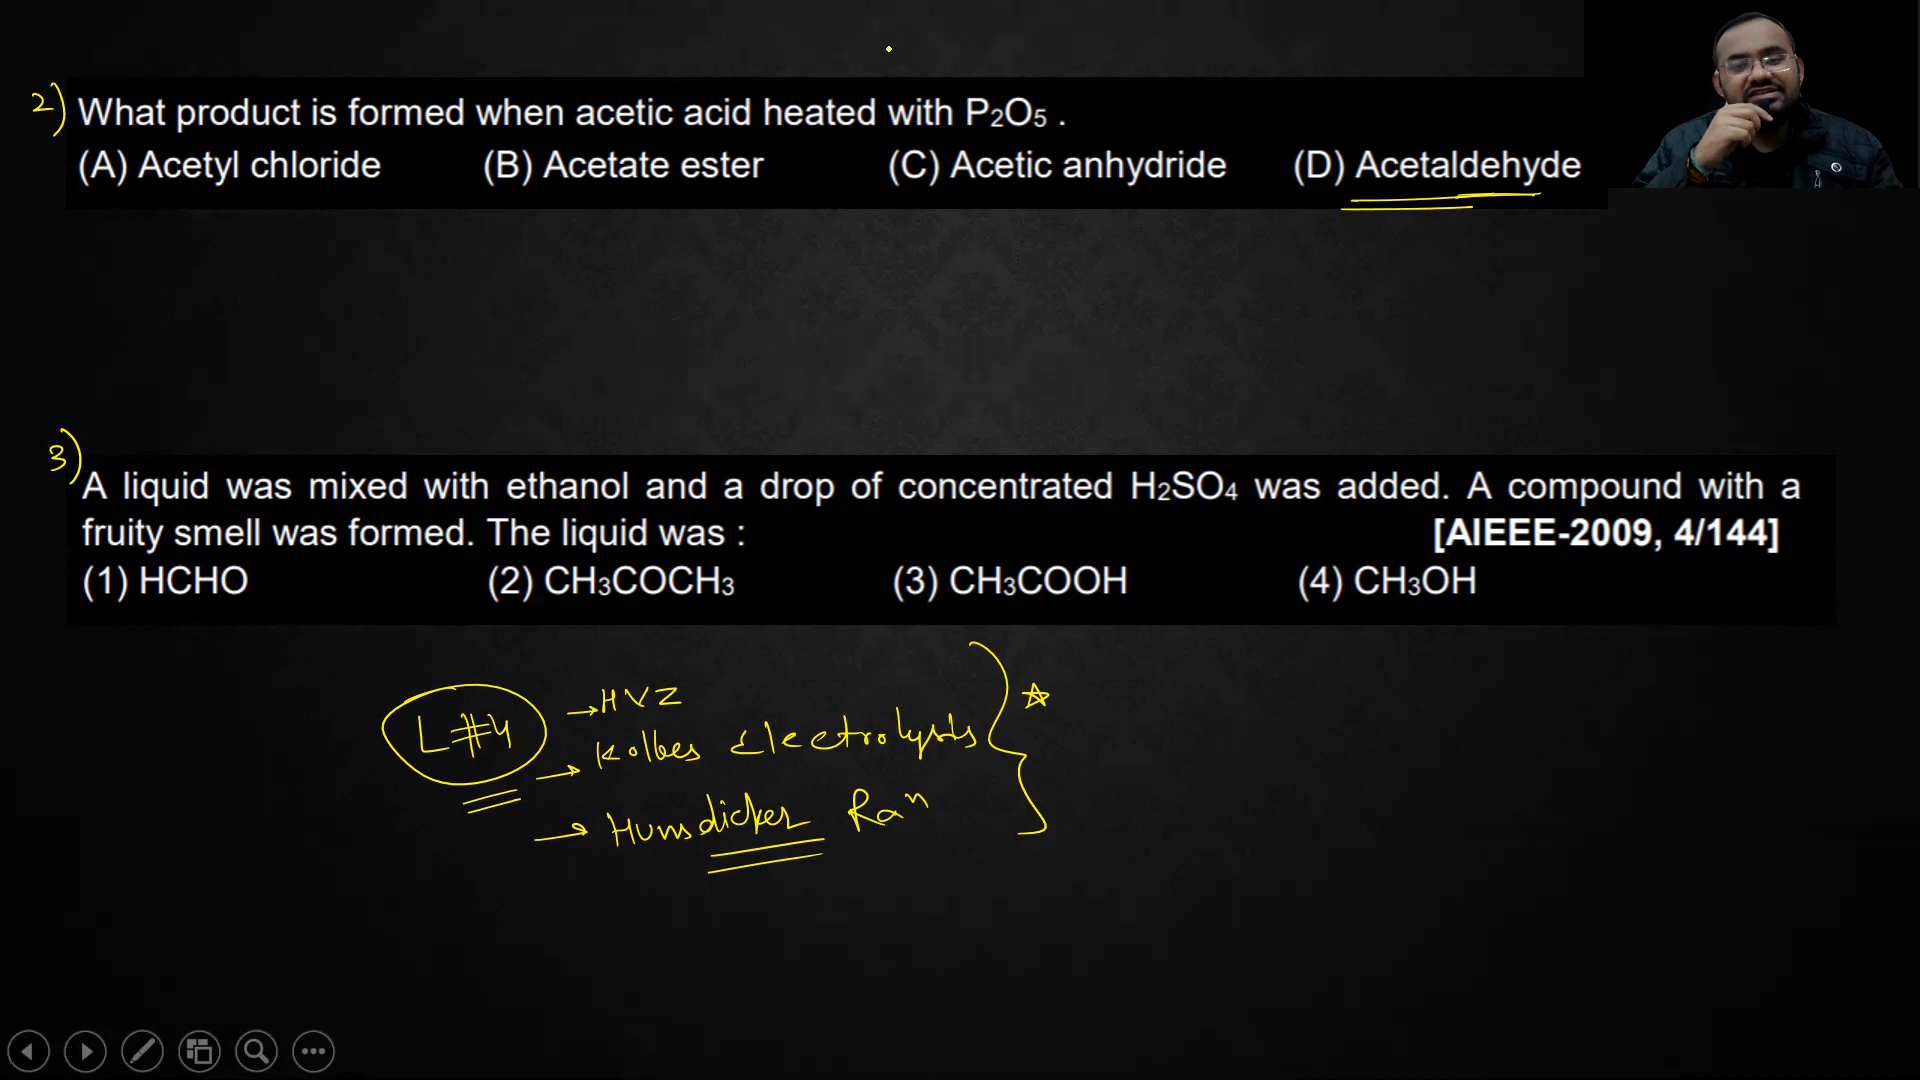 2)
What product is formed when acetic acid heated with P₂O₅ .
(A) Acetyl chloride (B) Acetate ester (C) Acetic anhydride (D) Acetaldehyde
3)
A liquid was mixed with ethanol and a drop of concentrated H₂SO₄ was added. A compound with a
fruity smell was formed. The liquid was :
[AIEEE-2009, 4/144]
(1) HCHO (2) CH₃COCH₃ (3) CH₃COOH (4) CH₃OH
L#4
→HVZ
→ Kolbes Electrolysis
→ Hunsdicker Raⁿ